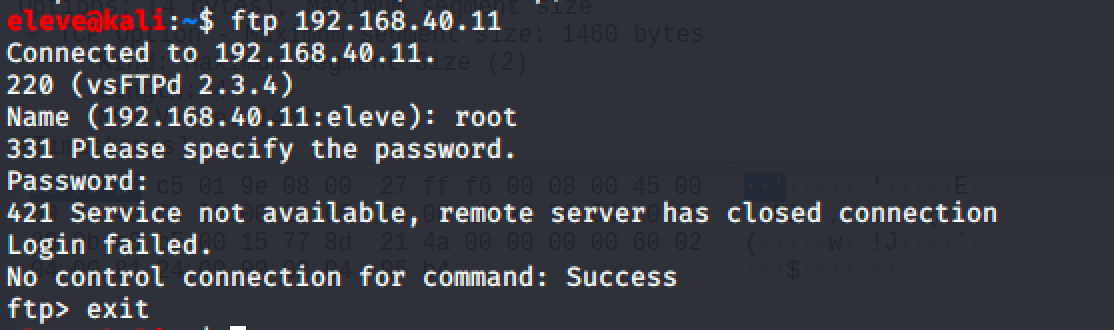 eleve@kali:~$ ftp 192.168.40.11
Connected to 192.168.40.11.
220 (vsFTPd 2.3.4)
Name (192.168.40.11:eleve): root
331 Please specify the password.
Password:
421 Service not available, remote server has closed connection
Login failed.
No control connection for command: Success
ftp> exit